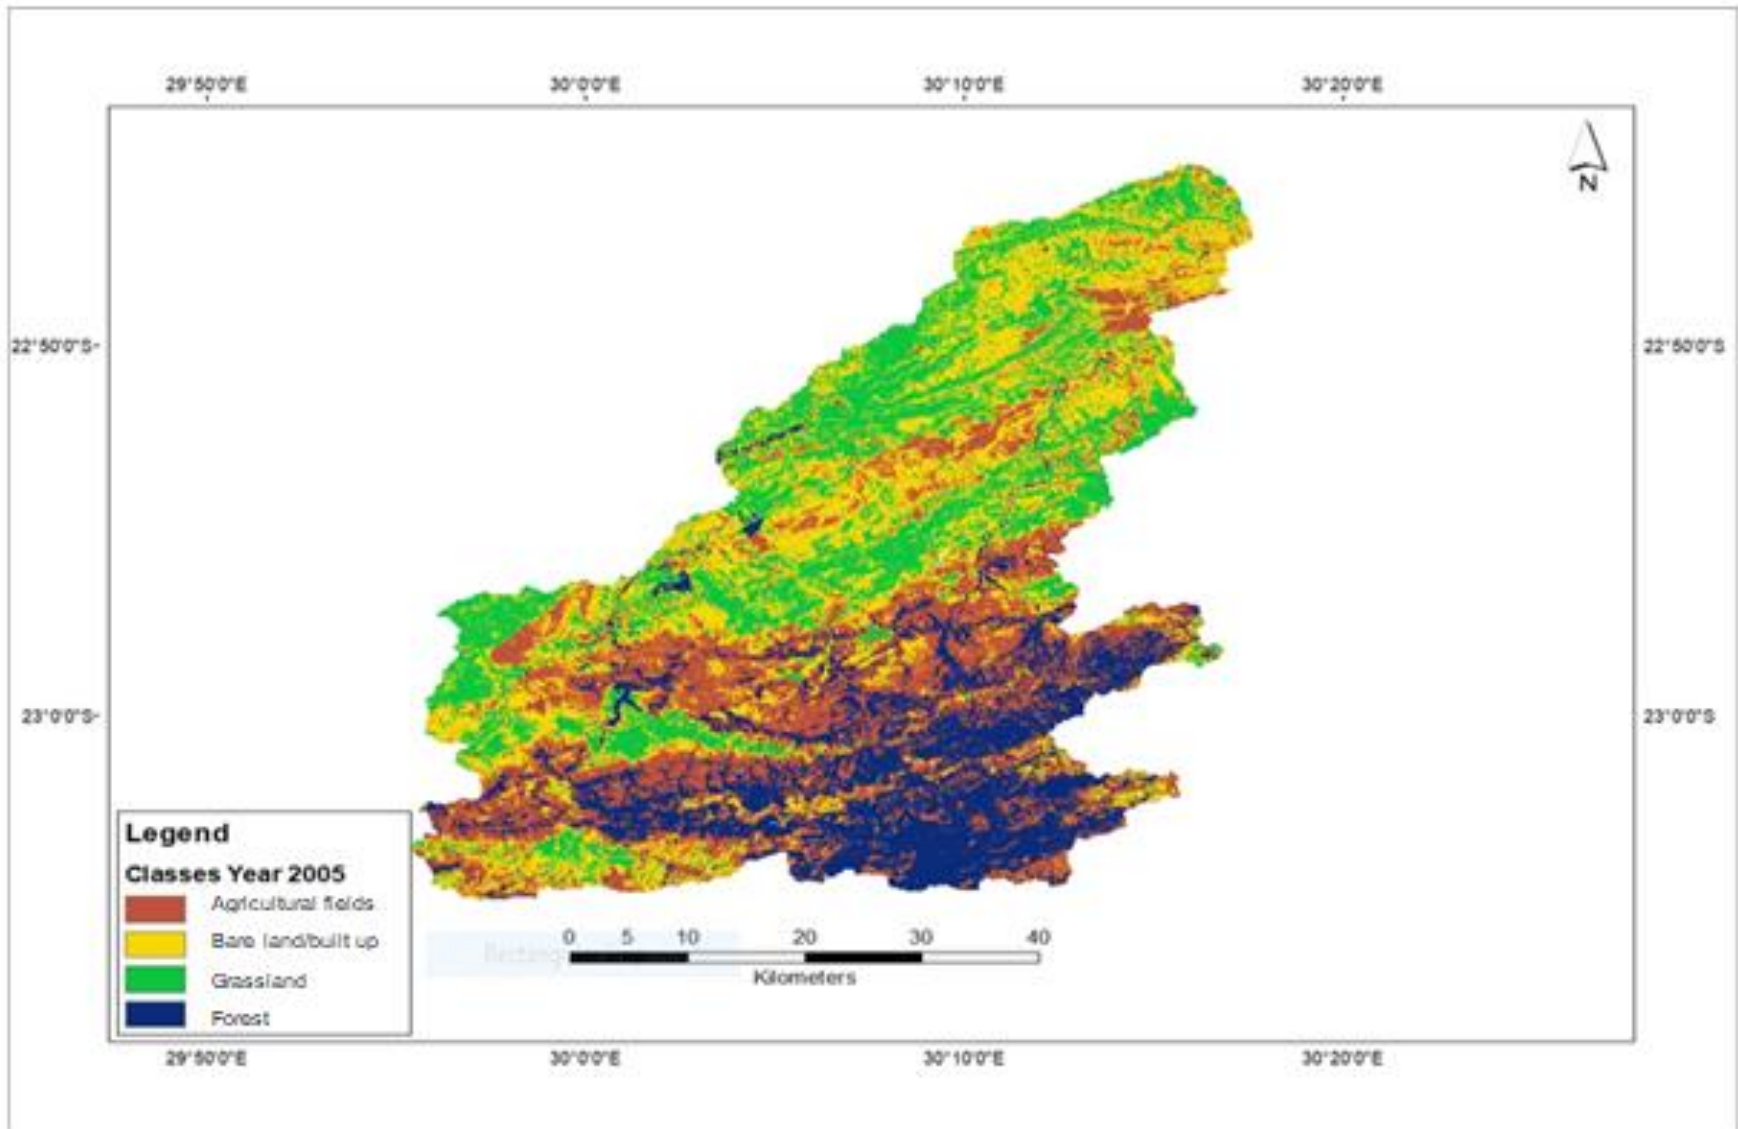 29°50'0"E 30°0'0"E 30°10'0"E 30°20'0"E
N
22°50'0"S 22°50'0"S
23°0'0"S 23°0'0"S
Legend
Classes Year 2005
Agricultural fields
Bare land/built up
Grassland
Forest
0 5 10 20 30 40
Kilometers
29°50'0"E 30°0'0"E 30°10'0"E 30°20'0"E